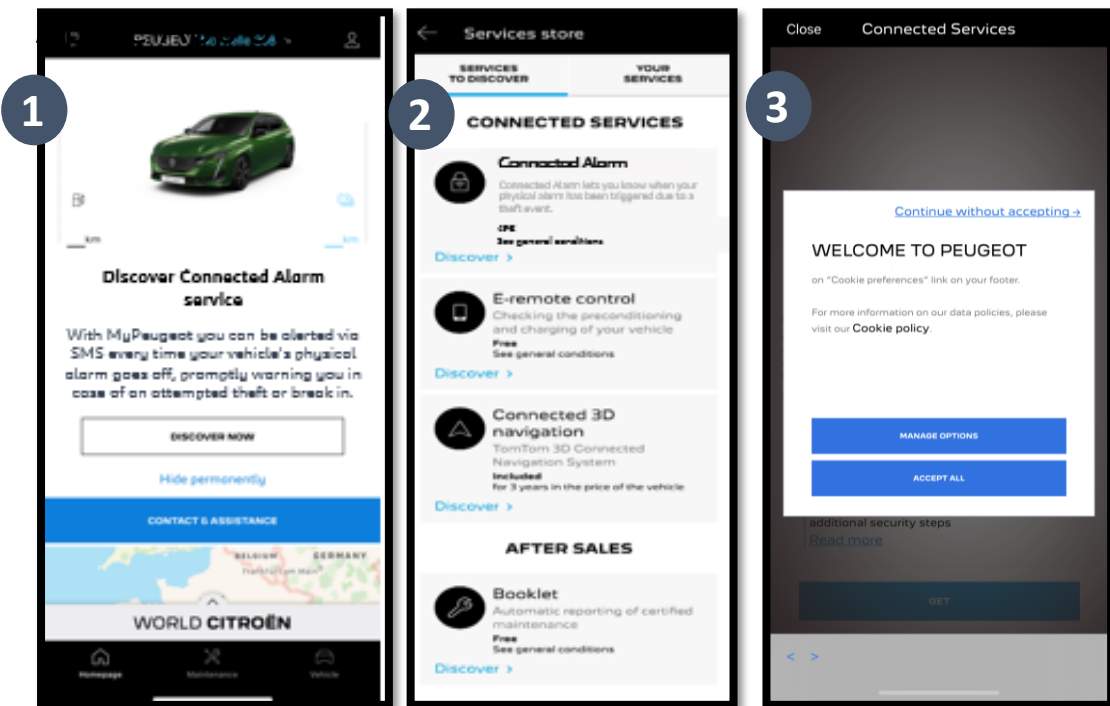 1
PEUGEOT
km
km
Discover Connected Alarm
service
With MyPeugeot you can be alerted via
SMS every time your vehicle's physical
alarm goes off, promptly warning you in
case of an attempted theft or break in.
DISCOVER NOW
Hide permanently
CONTACT & ASSISTANCE
BELGIUM GERMANY
Frankfurt am Main
WORLD CITROËN
Homepage Maintenance Vehicle
2
Services store
SERVICES
TO DISCOVER
YOUR
SERVICES
CONNECTED SERVICES
Connected Alarm
Connected Alarm lets you know when your
physical alarm has been triggered due to a
theft event.
See general conditions
Discover >
E-remote control
Checking the preconditioning
and charging of your vehicle
Free
See general conditions
Discover >
Connected 3D
navigation
TomTom 3D Connected
Navigation System
Included
for 3 years in the price of the vehicle
Discover >
AFTER SALES
Booklet
Automatic reporting of certified
maintenance
Free
See general conditions
Discover >
3
Close Connected Services
Continue without accepting →
WELCOME TO PEUGEOT
on "Cookie preferences" link on your footer.
For more information on our data policies, please
visit our Cookie policy.
MANAGE OPTIONS
ACCEPT ALL
additional security steps
Read more
GET
< >